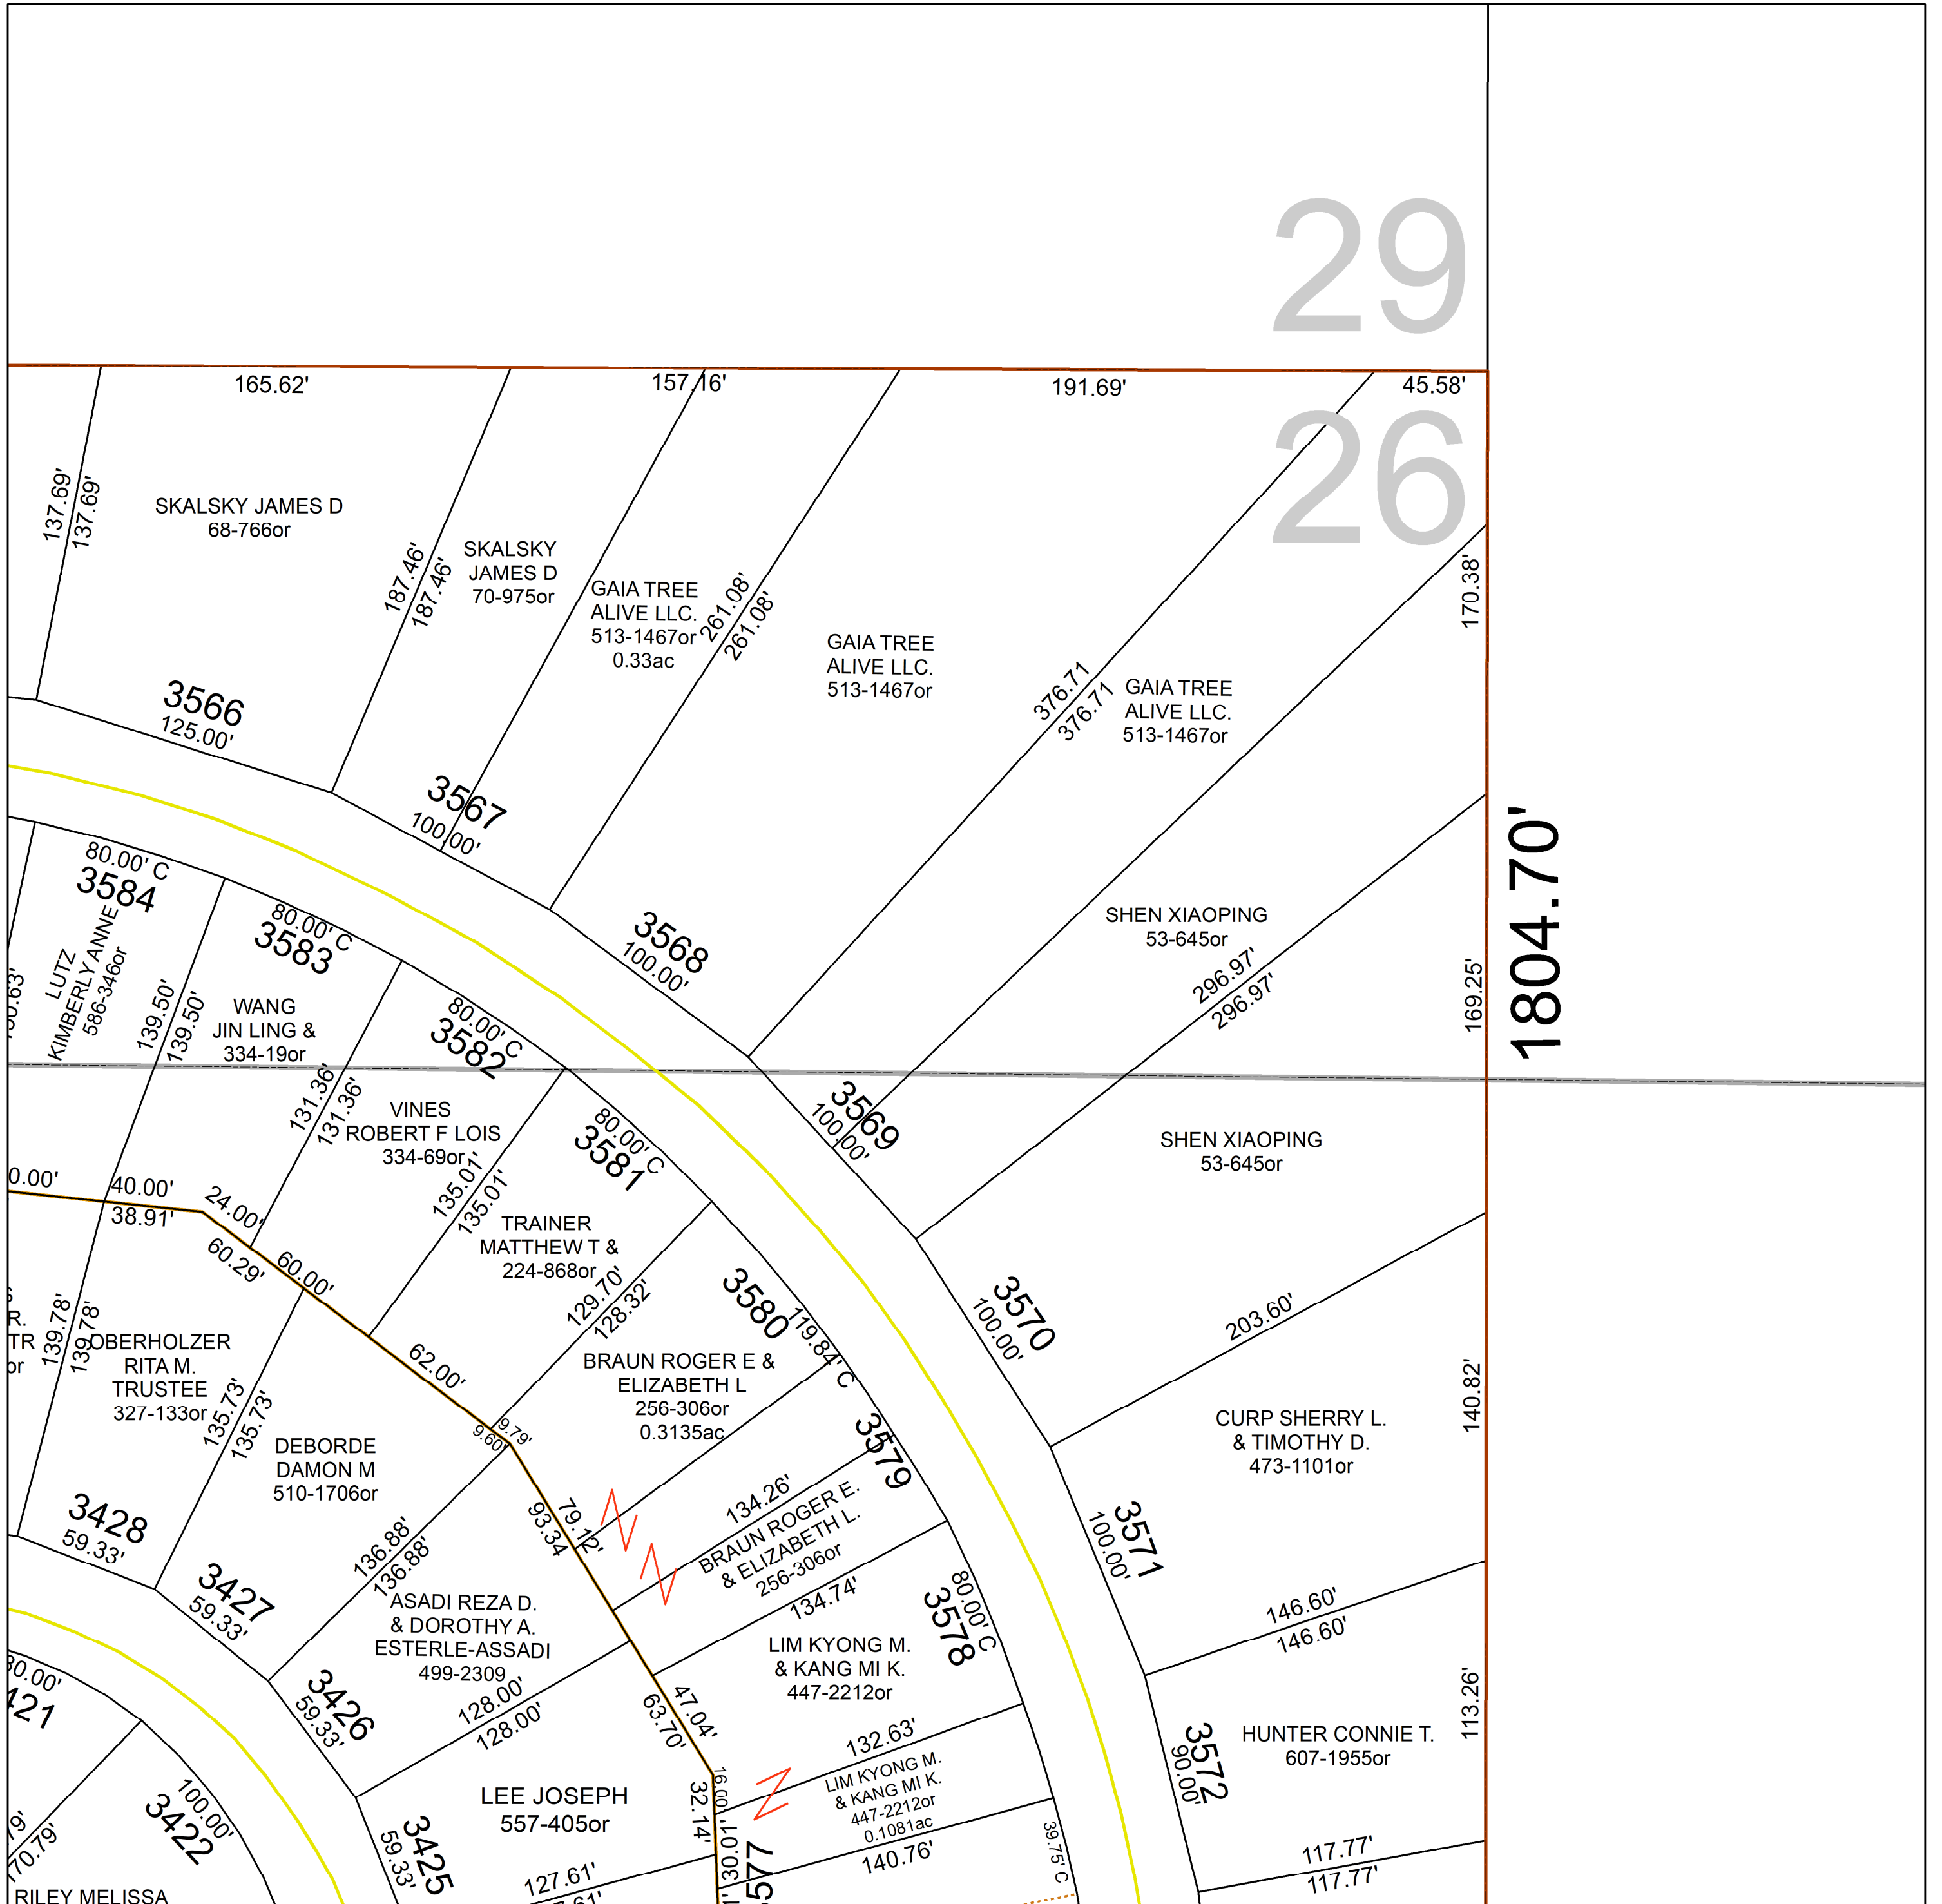 29
165.62'
157.16'
191.69'
45.58'
26
137.69'
137.69'
SKALSKY JAMES D
68-766or
187.46'
187.46'
SKALSKY
JAMES D
70-975or
GAIA TREE
ALIVE LLC.
513-1467or
0.33ac
261.08'
261.08'
GAIA TREE
ALIVE LLC.
513-1467or
376.71
376.71
GAIA TREE
ALIVE LLC.
513-1467or
170.38'
3566
125.00'
3567
100.00'
3568
100.00'
SHEN XIAOPING
53-645or
296.97'
296.97'
169.25'
1804.70'
80.00' C
3584
LUTZ
KIMBERLY ANNE
586-346or
139.50'
139.50'
80.00' C
3583
WANG
JIN LING &
334-19or
131.36'
131.36'
80.00' C
3582
VINES
ROBERT F LOIS
334-69or
135.01'
135.01'
80.00' C
3581
3569
100.00'
SHEN XIAOPING
53-645or
0.00'
40.00'
38.91'
24.00'
60.29'
60.00'
TRAINER
MATTHEW T &
224-868or
129.70'
128.32'
3580
119.84' C
3570
100.00'
203.60'
140.82'
R.
TR
or
139.78'
139.78'
OBERHOLZER
RITA M.
TRUSTEE
327-133or
135.73'
135.73'
62.00'
9.79'
9.60'
BRAUN ROGER E &
ELIZABETH L
256-306or
0.3135ac
3579
CURP SHERRY L.
& TIMOTHY D.
473-1101or
DEBORDE
DAMON M
510-1706or
79.12'
93.34
134.26'
BRAUN ROGER E.
& ELIZABETH L.
256-306or
134.74'
3571
100.00'
3428
59.33'
3427
59.33'
136.88'
136.88'
ASADI REZA D.
& DOROTHY A.
ESTERLE-ASSADI
499-2309
128.00'
128.00'
80.00' C
3578
LIM KYONG M.
& KANG MI K.
447-2212or
146.60'
146.60'
47.04'
63.70'
3426
59.33'
113.26'
HUNTER CONNIE T.
607-1955or
3572
90.00'
132.63'
LIM KYONG M.
& KANG MI K.
447-2212or
0.1081ac
140.76'
16.00'
32.14'
30.01'
577
39.75' C
LEE JOSEPH
557-405or
3425
59.33'
127.61'
117.77'
117.77'
421
100.00'
3422
70.79'
RILEY MELISSA